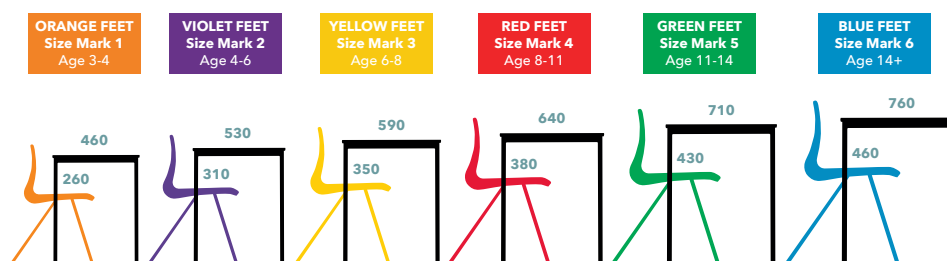 ORANGE FEET
Size Mark 1
Age 3-4
VIOLET FEET
Size Mark 2
Age 4-6
YELLOW FEET
Size Mark 3
Age 6-8
RED FEET
Size Mark 4
Age 8-11
GREEN FEET
Size Mark 5
Age 11-14
BLUE FEET
Size Mark 6
Age 14+
460
260
530
310
590
350
640
380
710
430
760
460